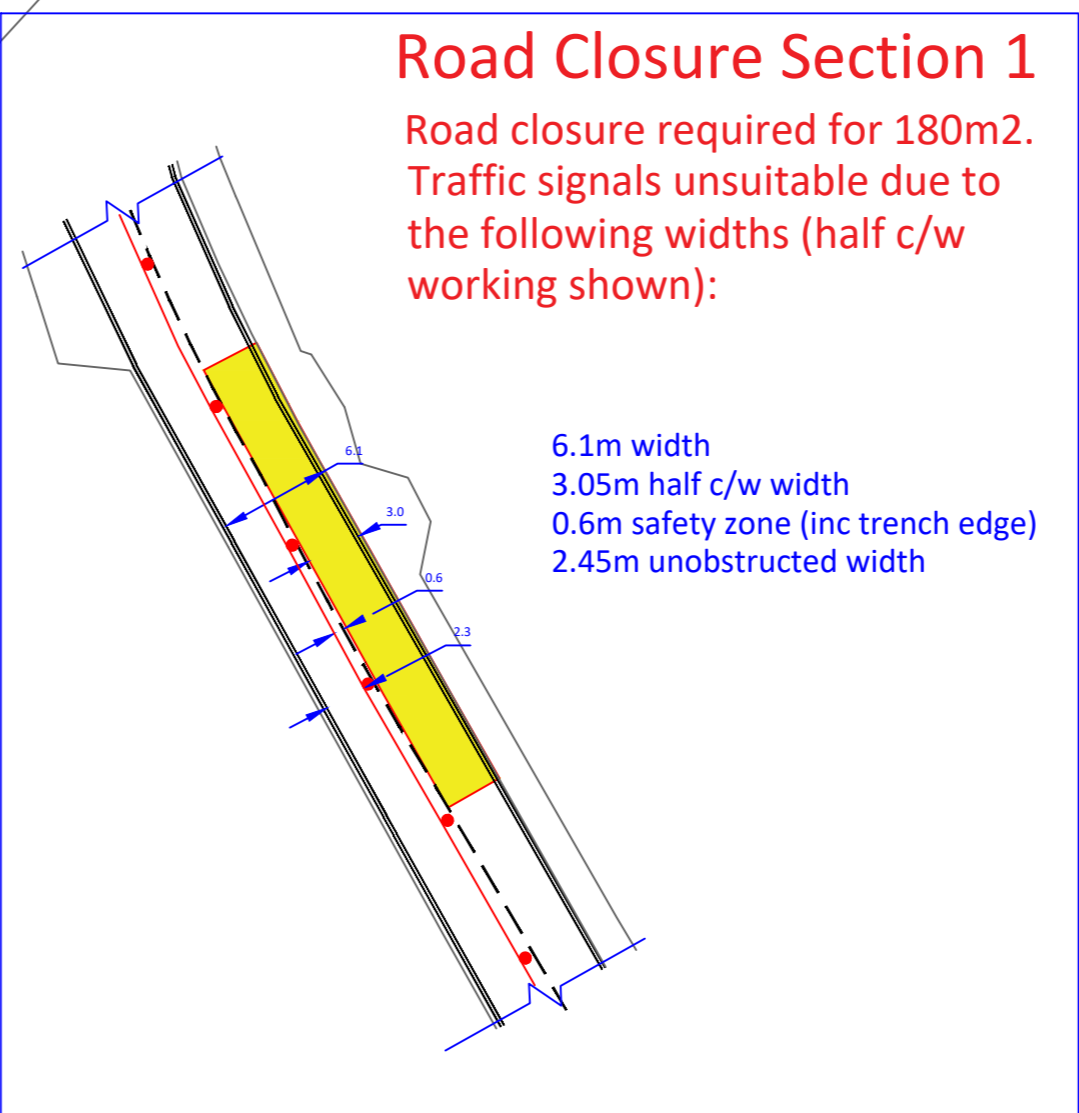 Road Closure Section 1
Road closure required for 180m2.
Traffic signals unsuitable due to
the following widths (half c/w
working shown):
6.1m width
3.05m half c/w width
0.6m safety zone (inc trench edge)
2.45m unobstructed width
6.1
3.0
0.6
2.3